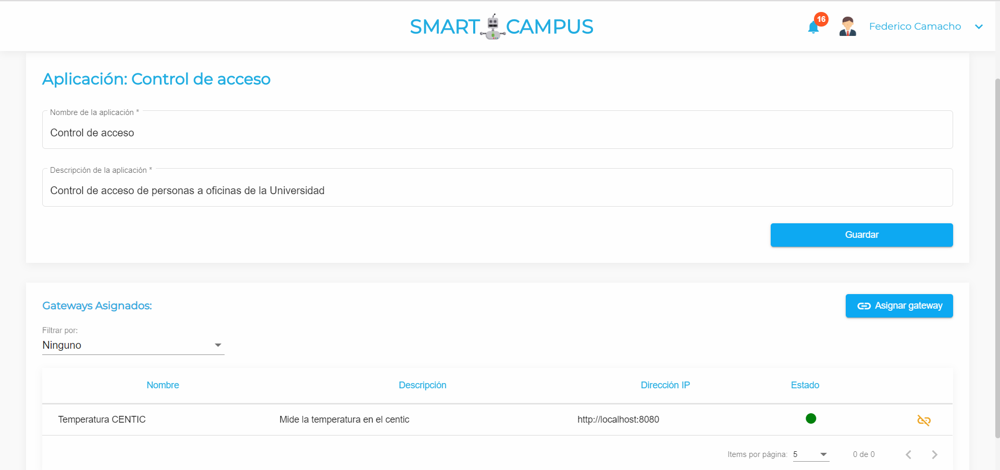 SMART CAMPUS
16
Federico Camacho
Aplicación: Control de acceso
Nombre de la aplicación *
Control de acceso
Descripción de la aplicación *
Control de acceso de personas a oficinas de la Universidad
Guardar
Gateways Asignados:
Asignar gateway
Filtrar por:
Ninguno
Nombre Descripción Dirección IP Estado
Temperatura CENTIC Mide la temperatura en el centic http://localhost:8080
Items por página: 5 0 de 0